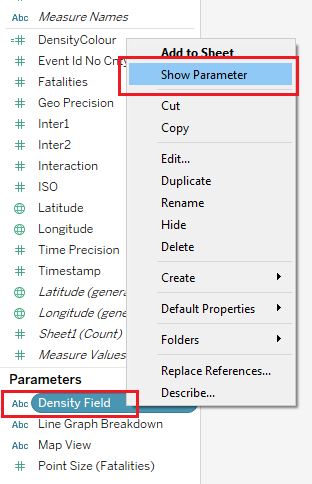 Abc Measure Names
DensityColour
Event Id No Cnty
Fatalities
Geo Precision
Inter1
Inter2
Interaction
ISO
Latitude
Longitude
Time Precision
Timestamp
Latitude (genera
Longitude (gene
Sheet1 (Count)
Measure Values
Parameters
Abc Density Field
Abc Line Graph Breakdown
Abc Map View
Point Size (Fatalities)
Add to Sheet
Show Parameter
Cut
Copy
Edit...
Duplicate
Rename
Hide
Delete
Create
Default Properties
Folders
Replace References...
Describe...